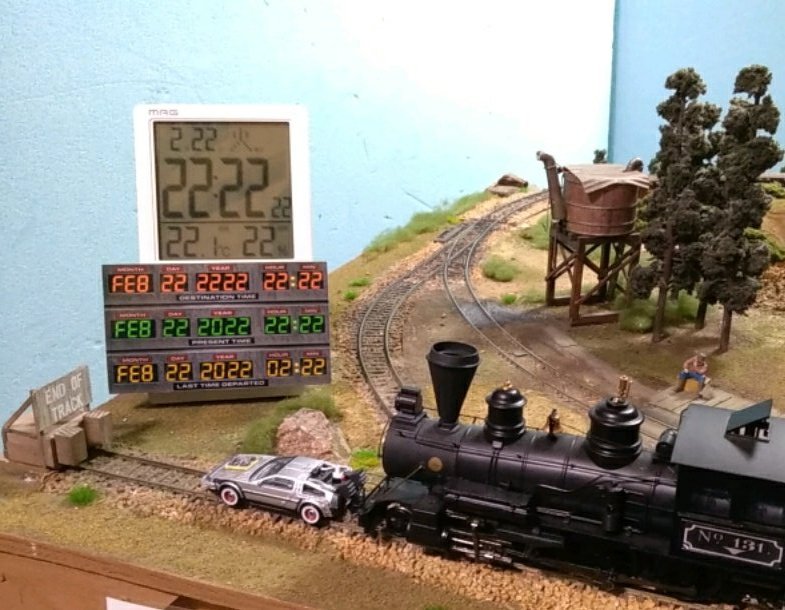 MAG
2.22 火
22:22 22
22.1℃ 22%
MONTH DAY YEAR HOUR MIN
FEB 22 2222 22:22
DESTINATION TIME
MONTH DAY YEAR HOUR MIN
FEB 22 2022 22:22
PRESENT TIME
MONTH DAY YEAR HOUR MIN
FEB 22 2022 02:22
LAST TIME DEPARTED
END OF
TRACK
No 131.